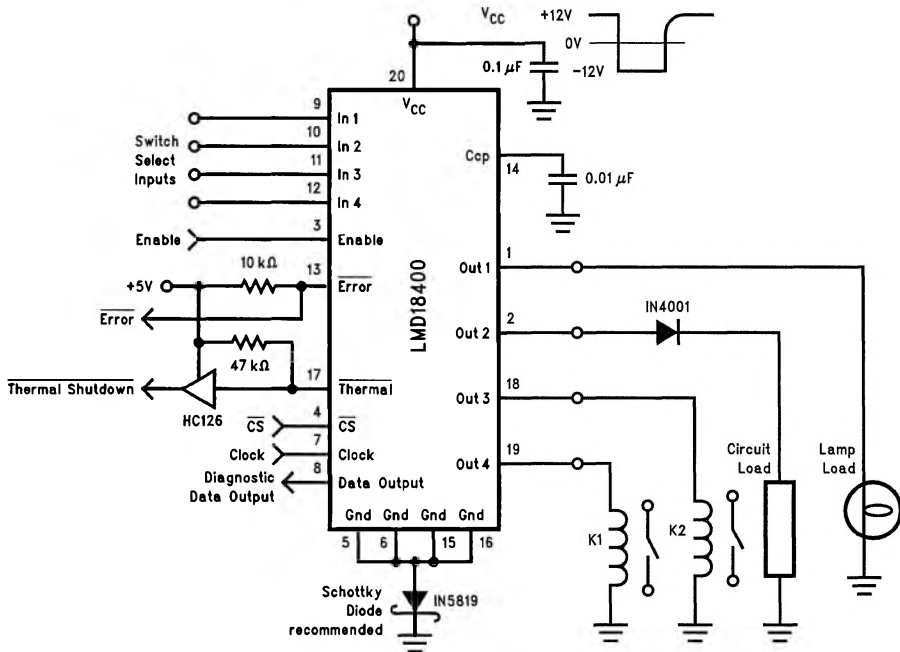 V_CC
+12V
0V
-12V
0.1 μF
20
V_CC
9
In 1
10
In 2
11
In 3
12
In 4
Switch
Select
Inputs
3
Enable
Enable
10 kΩ
13
+5V
Error
Error
47 kΩ
17
Thermal Shutdown
Thermal
HC126
4
CS
CS
7
Clock
Clock
8
Diagnostic
Data Output
Data Output
LMD18400
Ccp
14
0.01 μF
1
Out 1
2
Out 2
IN4001
18
Out 3
19
Out 4
K1
K2
Circuit
Load
Lamp
Load
Gnd Gnd Gnd Gnd
5 6 15 16
Schottky
Diode
recommended
IN5819